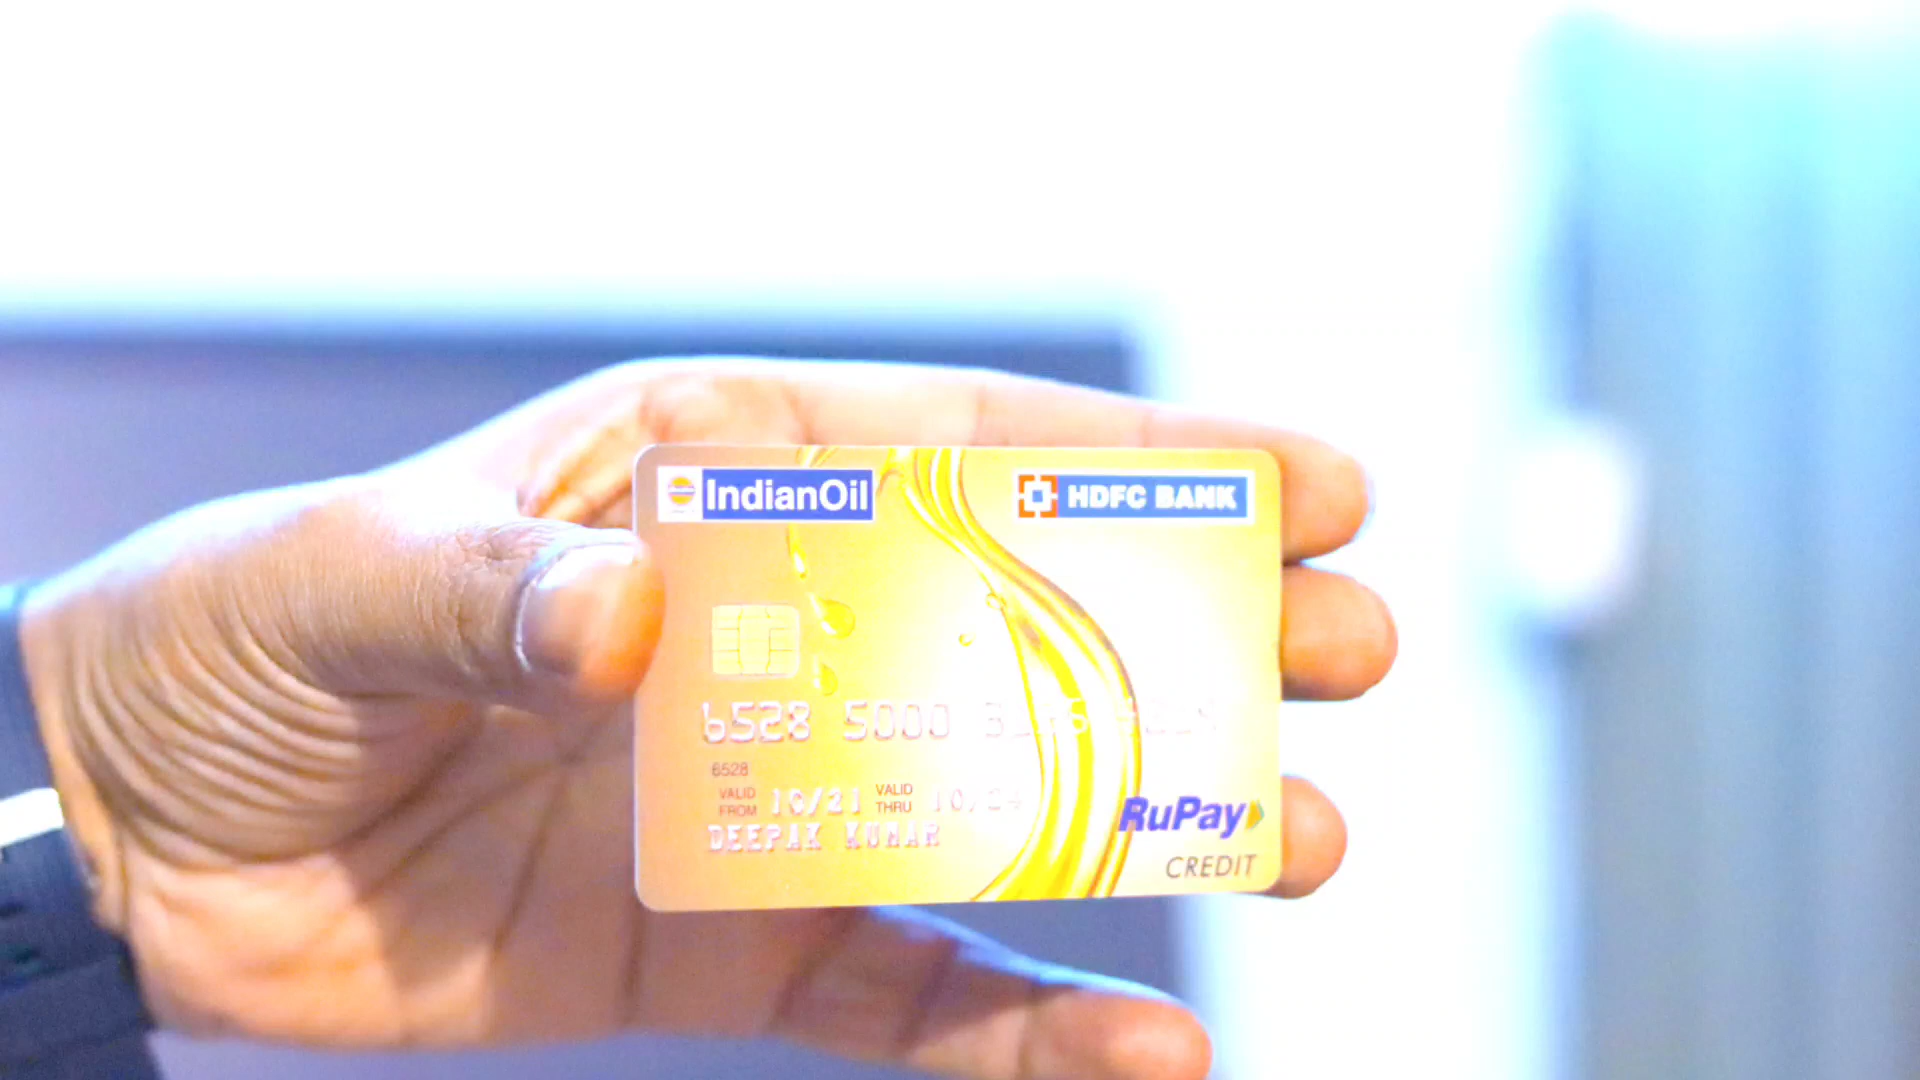 IndianOil HDFC BANK
6528 5000
6528
VALID FROM 10/21 VALID THRU
DEEPAK KUMAR
RuPay
CREDIT